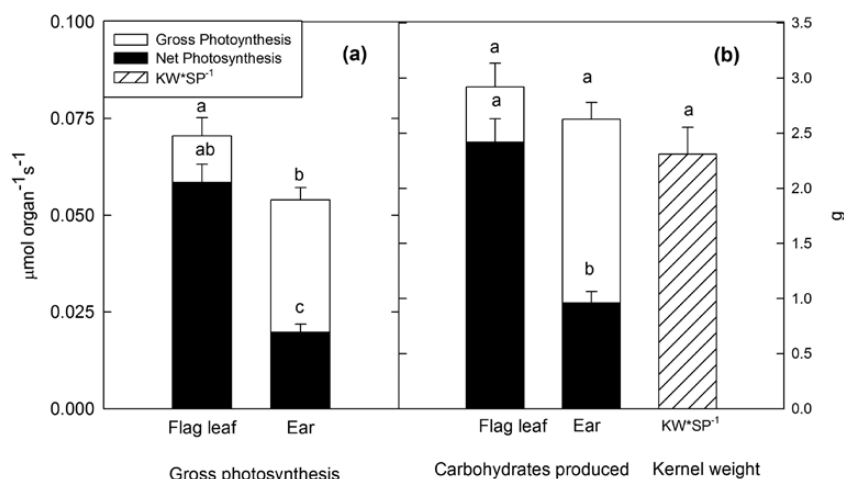 Gross Photoynthesis
Net Photosynthesis
KW*SP⁻¹
(a)
(b)
0.100
0.075
0.050
0.025
0.000
µmol organ⁻¹s⁻¹
a
ab
b
c
a
a
a
b
a
3.5
3.0
2.5
2.0
1.5
1.0
0.5
0.0
g
Flag leaf Ear Flag leaf Ear KW*SP⁻¹
Gross photosynthesis Carbohydrates produced Kernel weight